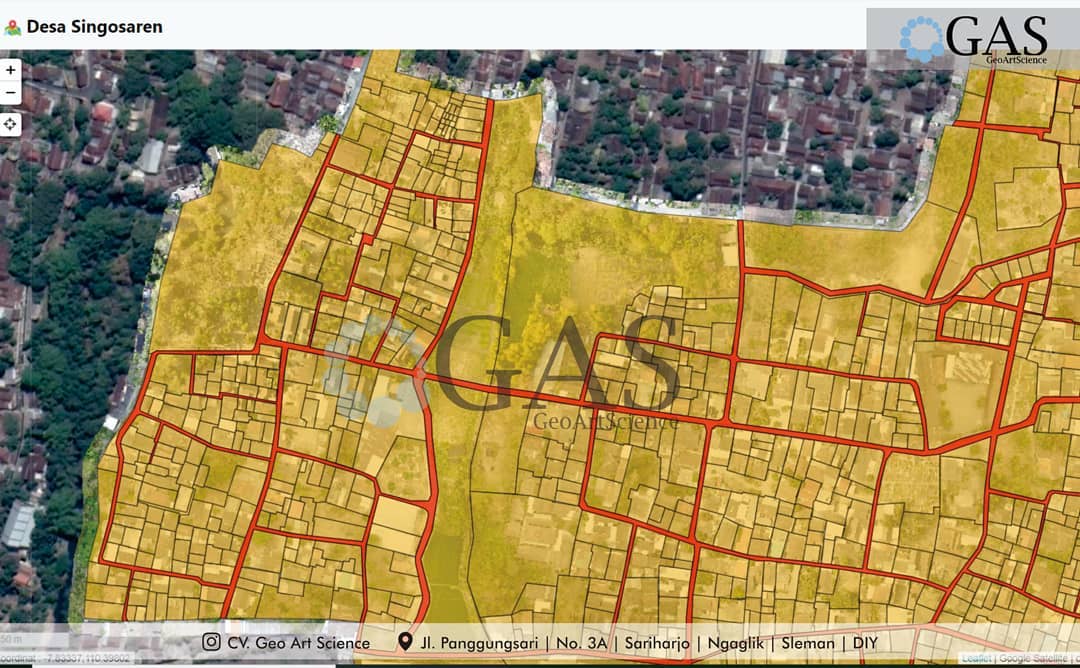 Desa Singosaren
GAS
GeoArtScience
+
−
GAS
GeoArtScience
50 m
oordinat : -7.83337,110.39802
CV. Geo Art Science
Jl. Panggungsari | No. 3A | Sariharjo | Ngaglik | Sleman | DIY
Leaflet | Google Satellite | c